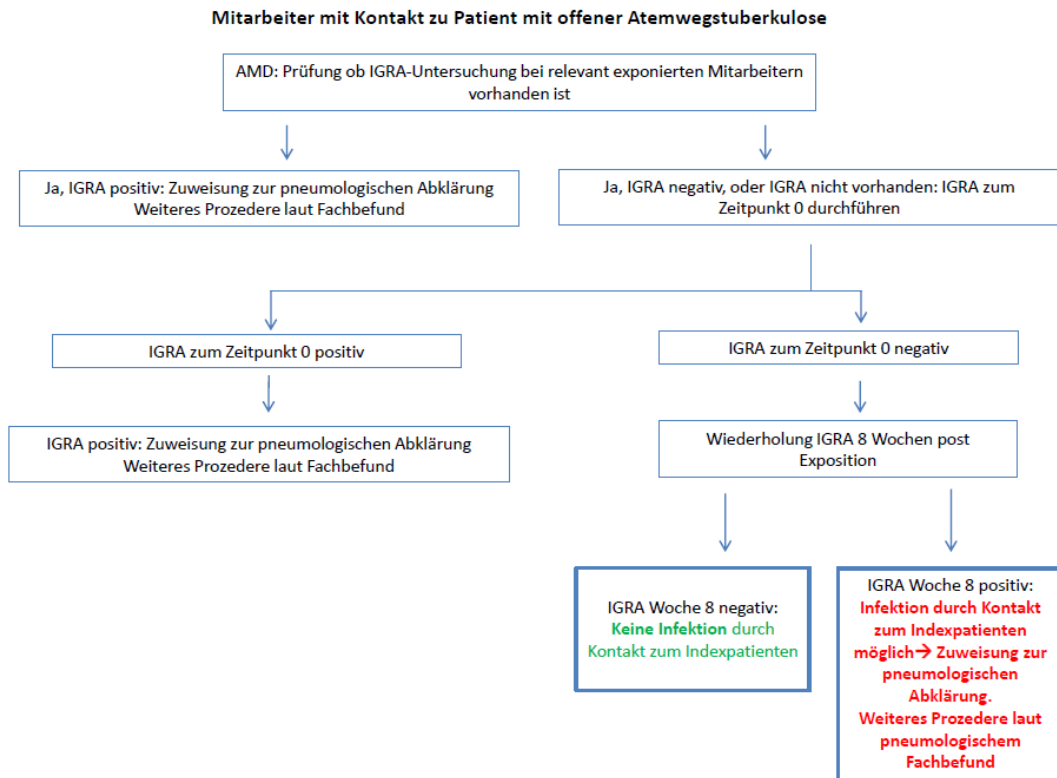 Mitarbeiter mit Kontakt zu Patient mit offener Atemwegstuberkulose
AMD: Prüfung ob IGRA-Untersuchung bei relevant exponierten Mitarbeitern
vorhanden ist
Ja, IGRA positiv: Zuweisung zur pneumologischen Abklärung
Weiteres Prozedere laut Fachbefund
Ja, IGRA negativ, oder IGRA nicht vorhanden: IGRA zum
Zeitpunkt 0 durchführen
IGRA zum Zeitpunkt 0 positiv
IGRA zum Zeitpunkt 0 negativ
IGRA positiv: Zuweisung zur pneumologischen Abklärung
Weiteres Prozedere laut Fachbefund
Wiederholung IGRA 8 Wochen post
Exposition
IGRA Woche 8 negativ:
Keine Infektion durch
Kontakt zum Indexpatienten
IGRA Woche 8 positiv:
Infektion durch Kontakt
zum Indexpatienten
möglich→ Zuweisung zur
pneumologischen
Abklärung.
Weiteres Prozedere laut
pneumologischem
Fachbefund